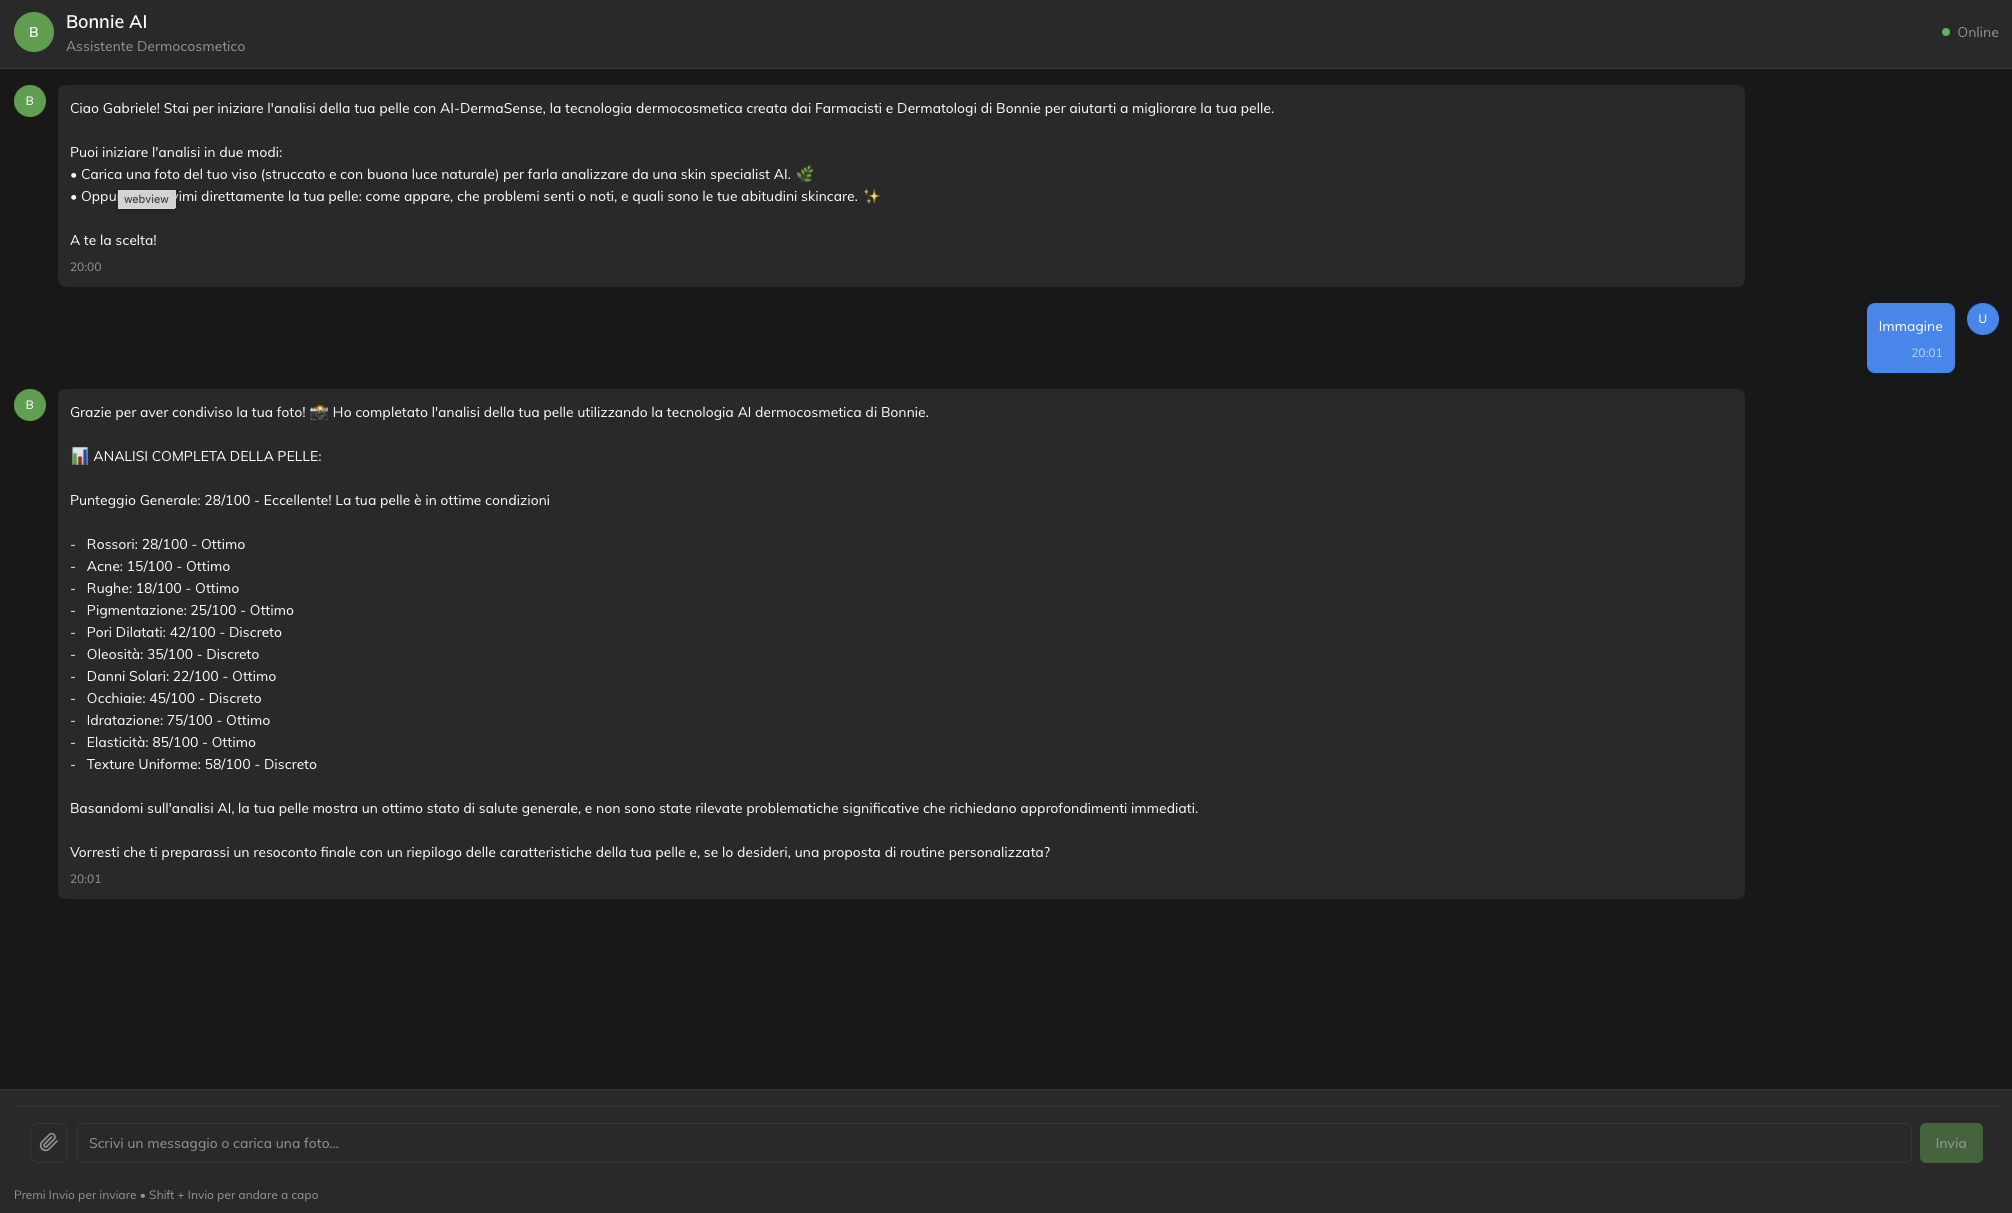 B
Bonnie AI
Assistente Dermocosmetico
Online
B
Ciao Gabriele! Stai per iniziare l'analisi della tua pelle con AI-DermaSense, la tecnologia dermocosmetica creata dai Farmacisti e Dermatologi di Bonnie per aiutarti a migliorare la tua pelle.
Puoi iniziare l'analisi in due modi:
• Carica una foto del tuo viso (struccato e con buona luce naturale) per farla analizzare da una skin specialist AI. 🌿
• direttamente la tua pelle: come appare, che problemi senti o noti, e quali sono le tue abitudini skincare. ✨
webview
A te la scelta!
20:00
Immagine
20:01
U
B
Grazie per aver condiviso la tua foto! 📸 Ho completato l'analisi della tua pelle utilizzando la tecnologia AI dermocosmetica di Bonnie.
📊 ANALISI COMPLETA DELLA PELLE:
Punteggio Generale: 28/100 - Eccellente! La tua pelle è in ottime condizioni
- Rossori: 28/100 - Ottimo
- Acne: 15/100 - Ottimo
- Rughe: 18/100 - Ottimo
- Pigmentazione: 25/100 - Ottimo
- Pori Dilatati: 42/100 - Discreto
- Oleosità: 35/100 - Discreto
- Danni Solari: 22/100 - Ottimo
- Occhiaie: 45/100 - Discreto
- Idratazione: 75/100 - Ottimo
- Elasticità: 85/100 - Ottimo
- Texture Uniforme: 58/100 - Discreto
Basandomi sull'analisi AI, la tua pelle mostra un ottimo stato di salute generale, e non sono state rilevate problematiche significative che richiedano approfondimenti immediati.
Vorresti che ti preparassi un resoconto finale con un riepilogo delle caratteristiche della tua pelle e, se lo desideri, una proposta di routine personalizzata?
20:01
Scrivi un messaggio o carica una foto...
Invia
Premi Invio per inviare • Shift + Invio per andare a capo